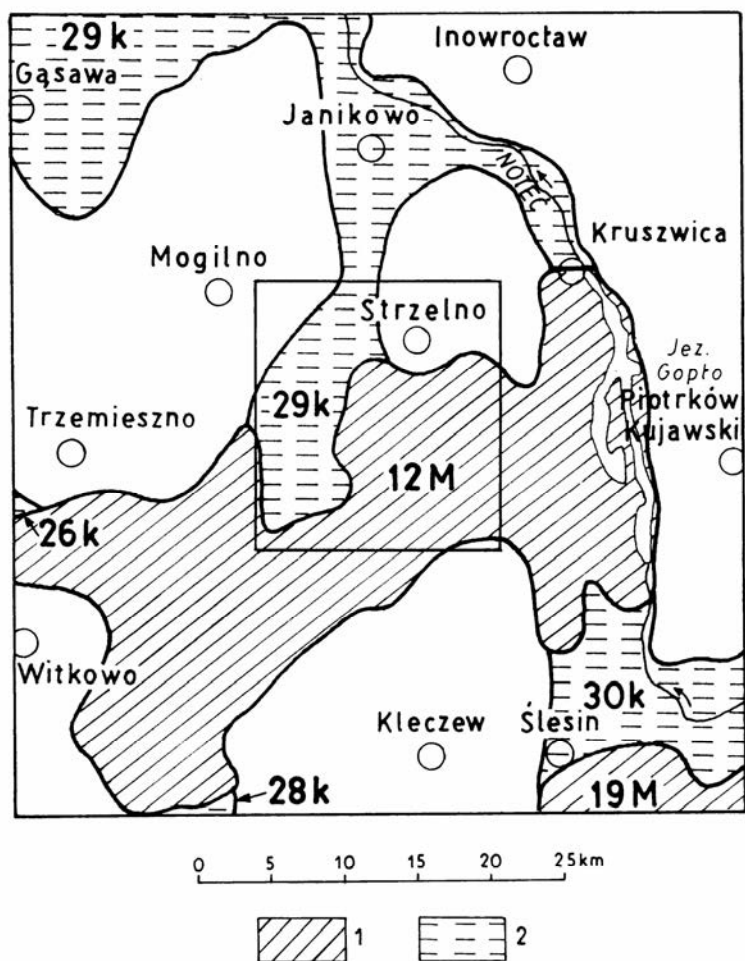 29k
Gąsawa
Inowrocław
Janikowo
NOTEĆ
Kruszwica
Mogilno
Strzelno
Jez.
Gopło
Piotrków
Kujawski
29k
Trzemieszno
12M
26k
Witkowo
30k
Kleczew
Ślesin
28k
19M
0 5 10 15 20 25km
1 2